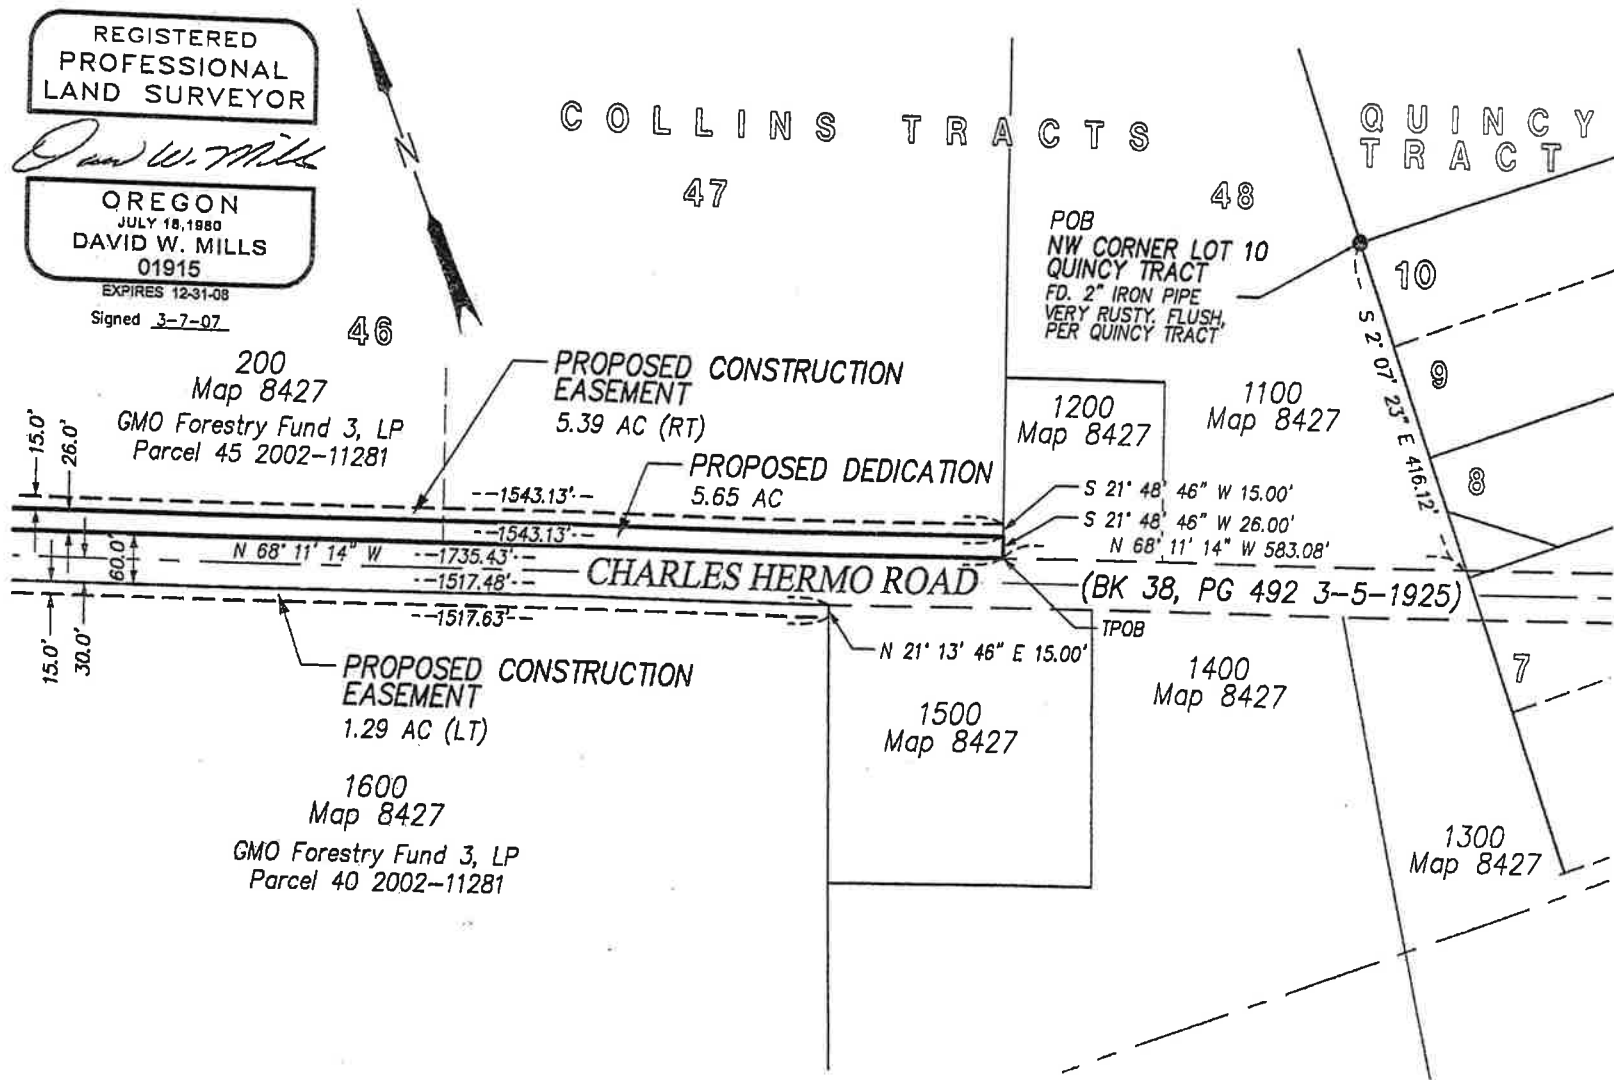 REGISTERED
PROFESSIONAL
LAND SURVEYOR
David W. Mills
OREGON
JULY 18, 1980
DAVID W. MILLS
01915
EXPIRES 12-31-08
Signed 3-7-07
N
COLLINS TRACTS
QUINCY
TRACT
46
47
48
POB
NW CORNER LOT 10
QUINCY TRACT
FD. 2" IRON PIPE
VERY RUSTY, FLUSH,
PER QUINCY TRACT
10
9
8
7
S 2° 07' 23" E 416.12'
200
Map 8427
GMO Forestry Fund 3, LP
Parcel 45 2002-11281
PROPOSED CONSTRUCTION
EASEMENT
5.39 AC (RT)
PROPOSED DEDICATION
5.65 AC
1200
Map 8427
1100
Map 8427
15.0'
26.0'
60.0'
15.0'
30.0'
1543.13'
1543.13'
N 68° 11' 14" W
1735.43'
1517.48'
1517.63'
S 21° 48' 46" W 15.00'
S 21° 48' 46" W 26.00'
N 68° 11' 14" W 583.08'
CHARLES HERMO ROAD
(BK 38, PG 492 3-5-1925)
TPOB
N 21° 13' 46" E 15.00'
PROPOSED CONSTRUCTION
EASEMENT
1.29 AC (LT)
1400
Map 8427
1500
Map 8427
1600
Map 8427
GMO Forestry Fund 3, LP
Parcel 40 2002-11281
1300
Map 8427